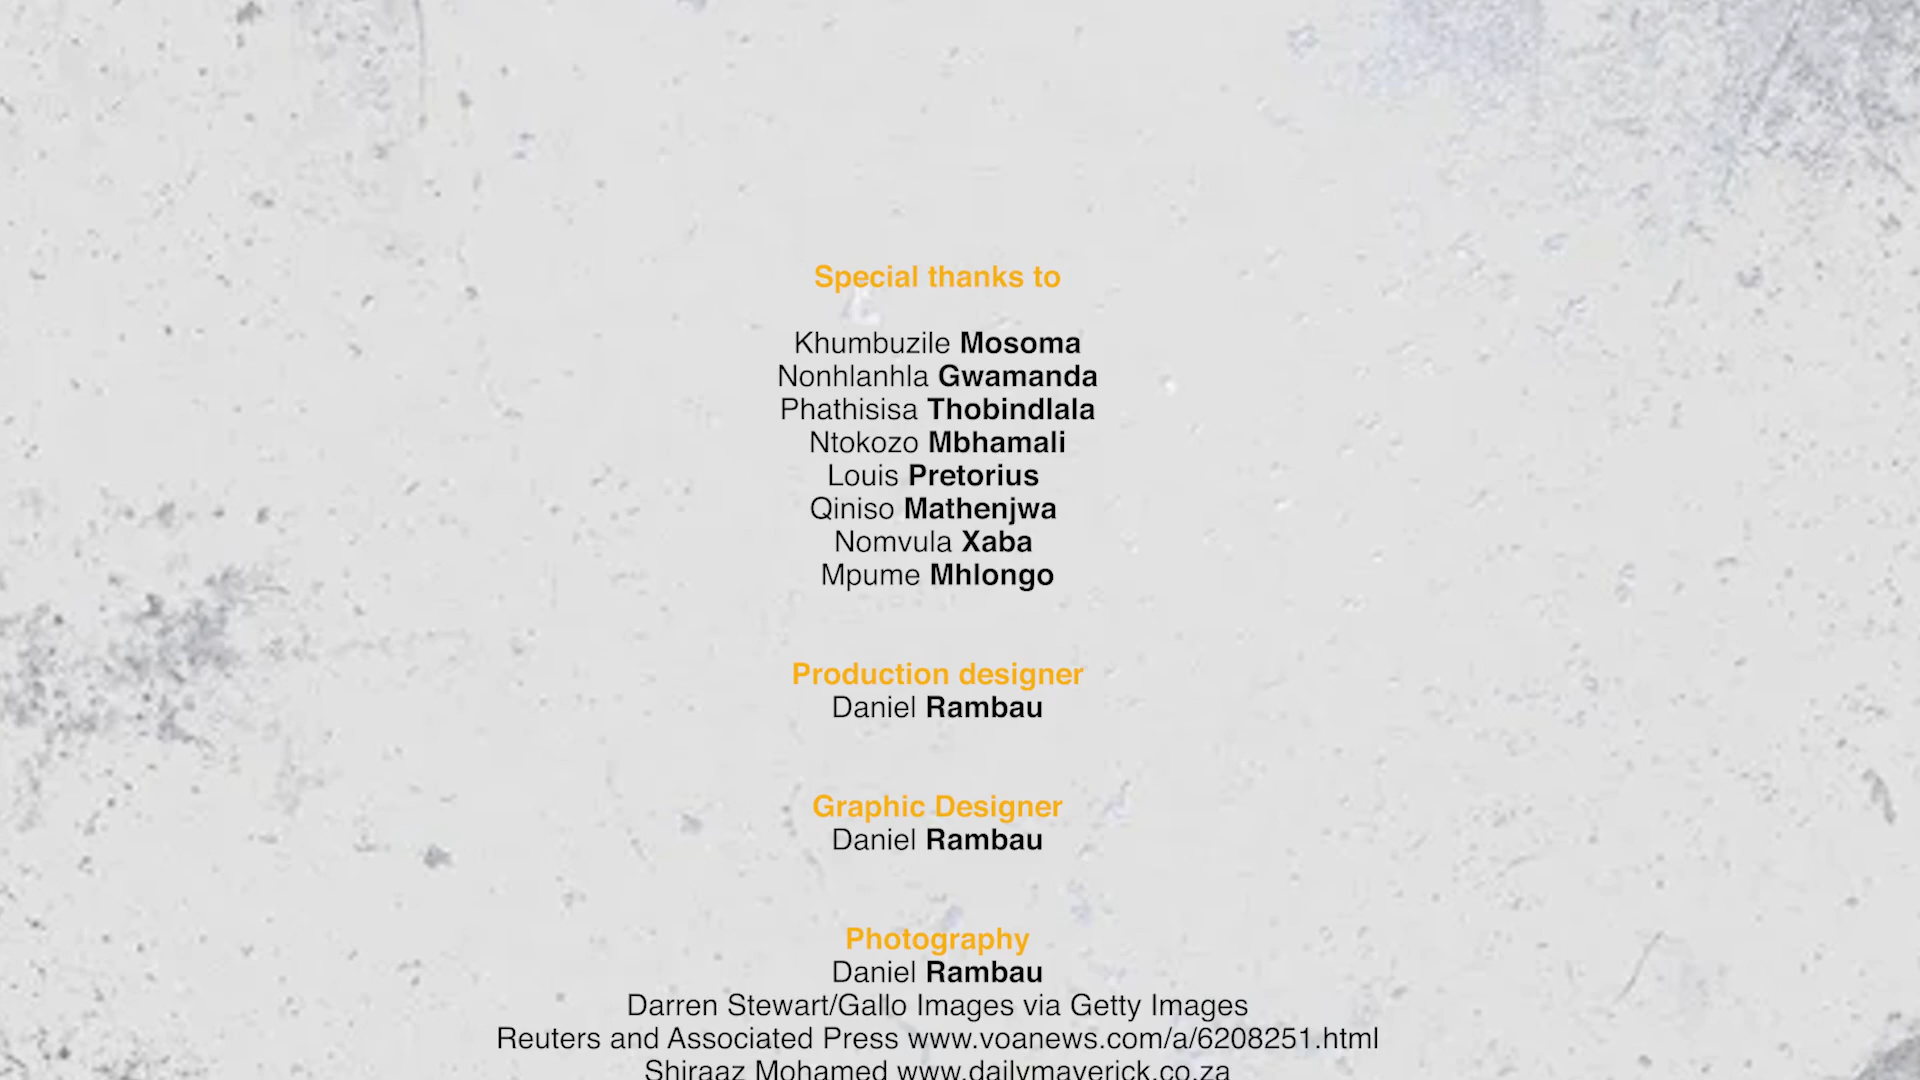 Special thanks to
Khumbuzile Mosoma
Nonhlanhla Gwamanda
Phathisisa Thobindlala
Ntokozo Mbhamali
Louis Pretorius
Qiniso Mathenjwa
Nomvula Xaba
Mpume Mhlongo
Production designer
Daniel Rambau
Graphic Designer
Daniel Rambau
Photography
Daniel Rambau
Darren Stewart/Gallo Images via Getty Images
Reuters and Associated Press www.voanews.com/a/6208251.html
Shiraaz Mohamed www.dailymaverick.co.za